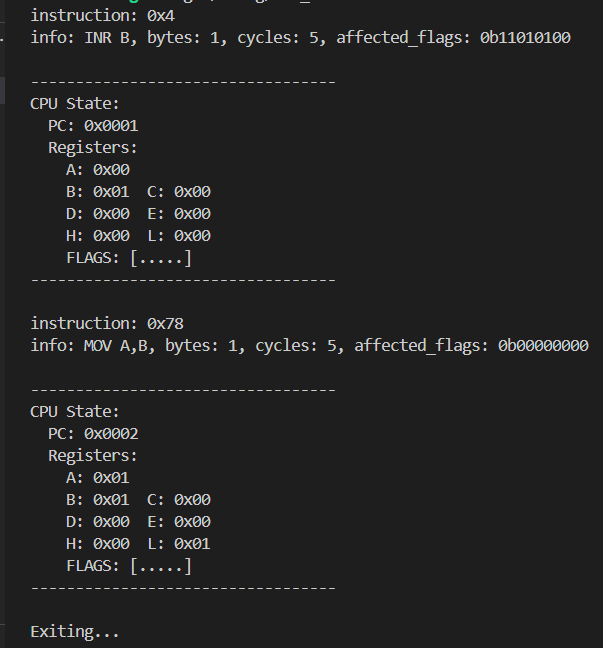 instruction: 0x4
info: INR B, bytes: 1, cycles: 5, affected_flags: 0b11010100
----------------------------------
CPU State:
PC: 0x0001
Registers:
A: 0x00
B: 0x01  C: 0x00
D: 0x00  E: 0x00
H: 0x00  L: 0x00
FLAGS: [.....]
----------------------------------
instruction: 0x78
info: MOV A,B, bytes: 1, cycles: 5, affected_flags: 0b00000000
----------------------------------
CPU State:
PC: 0x0002
Registers:
A: 0x01
B: 0x01  C: 0x00
D: 0x00  E: 0x00
H: 0x00  L: 0x01
FLAGS: [.....]
----------------------------------
Exiting...